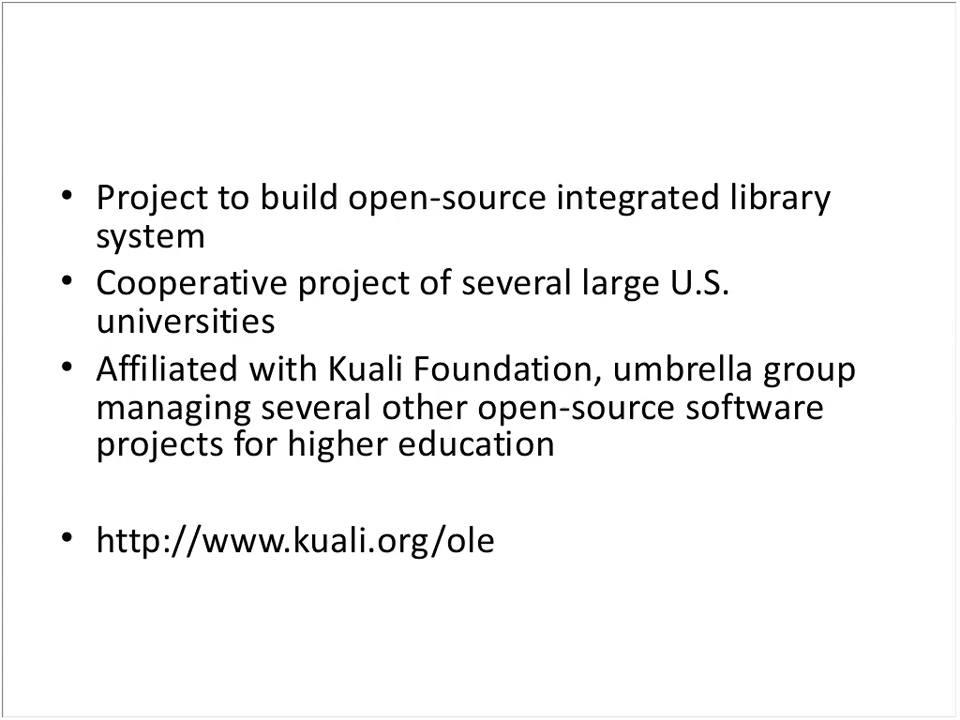 • Project to build open-source integrated library
system
• Cooperative project of several large U.S.
universities
• Affiliated with Kuali Foundation, umbrella group
managing several other open-source software
projects for higher education
• http://www.kuali.org/ole